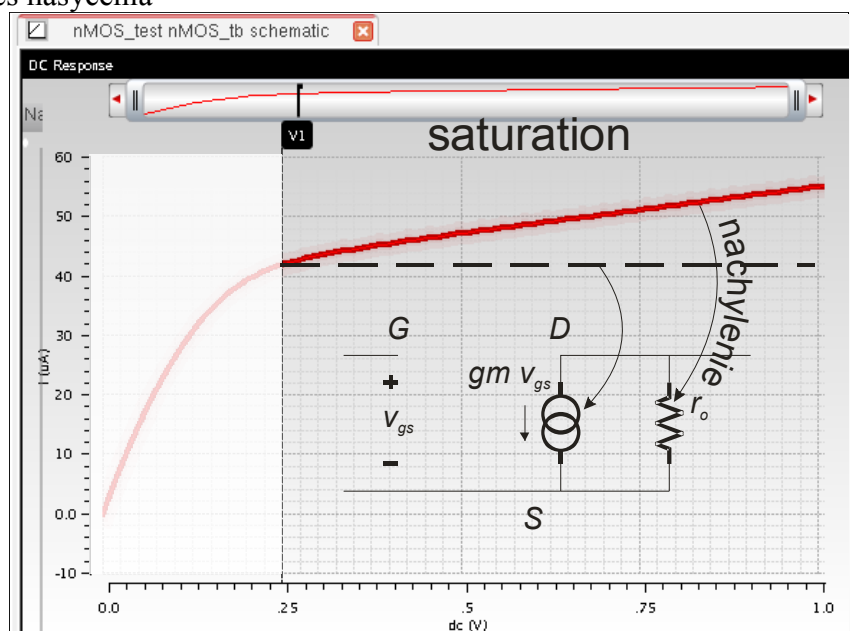 nMOS_test nMOS_tb schematic
DC Response
Na
V1
saturation
60
50
40
30
20
10
0.0
-10
I (uA)
nachylenie
G
D
+
gm vgs
vgs
ro
-
S
0.0
.25
.5
.75
1.0
dc (V)